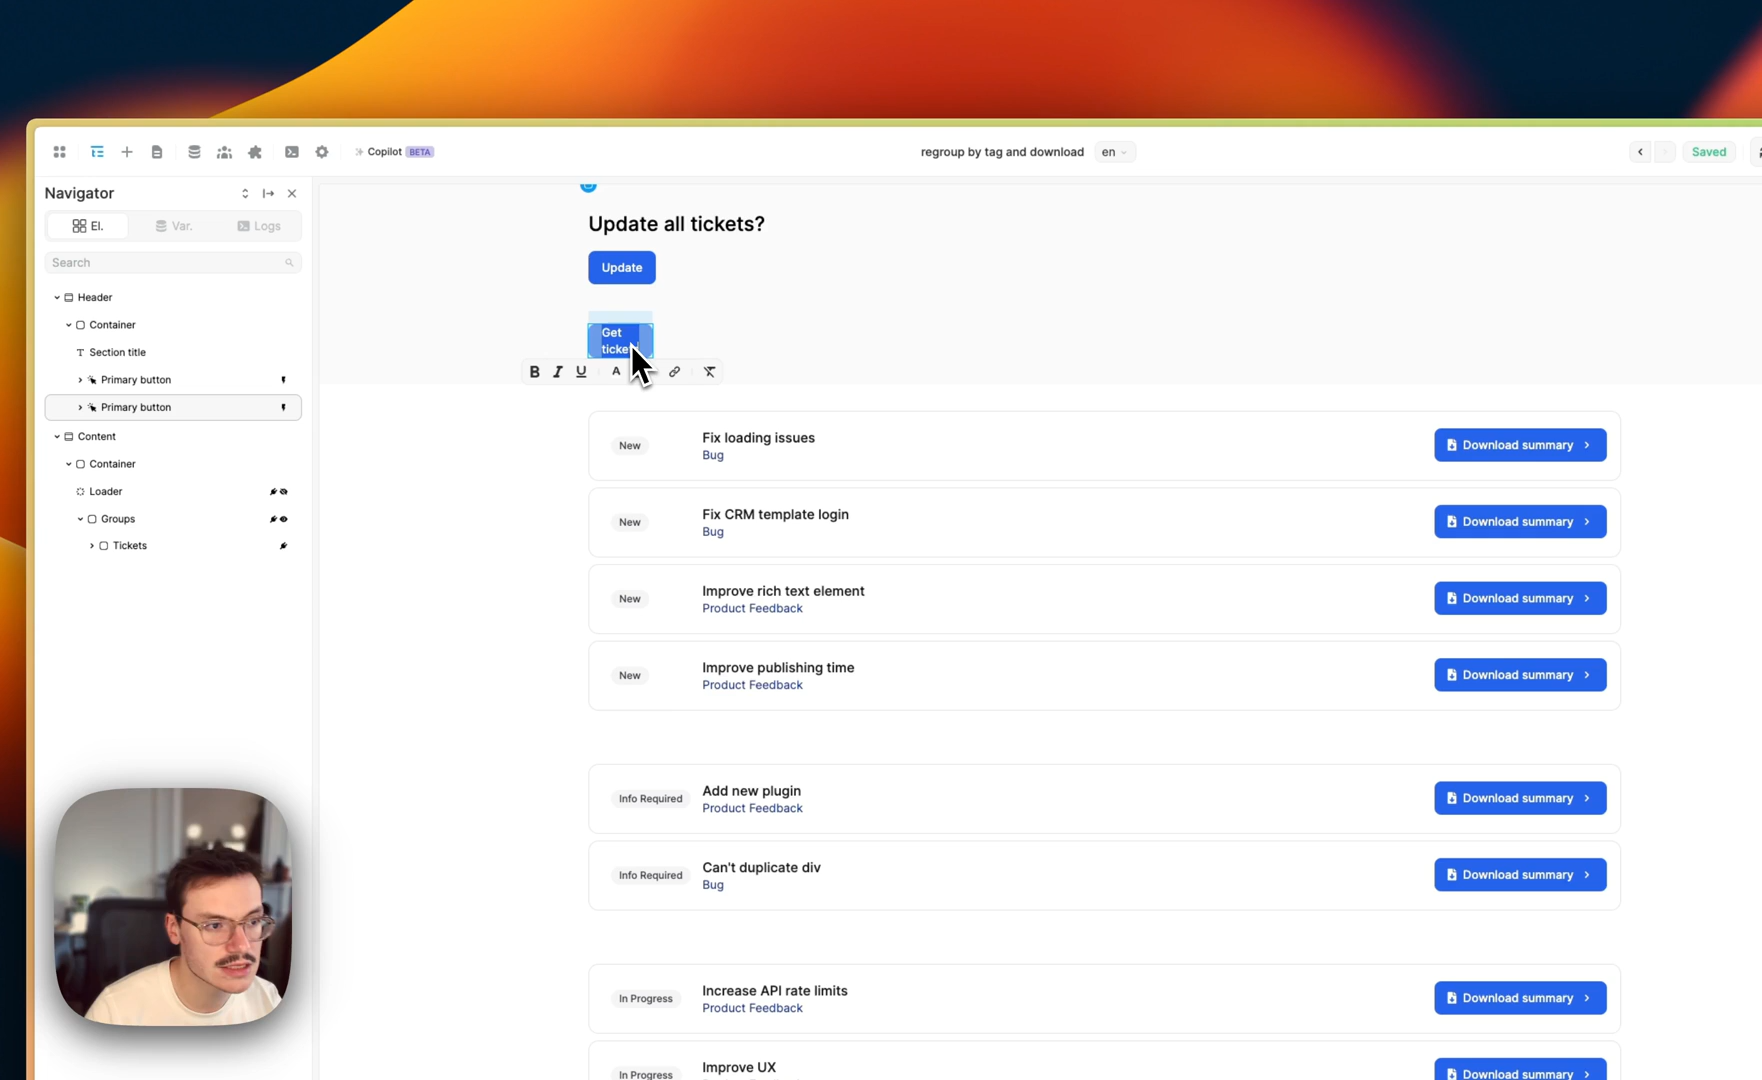 Copilot BETA
regroup by tag and download
en
Saved
Navigator
El.
Var.
Logs
Search
Header
Container
Section title
Primary button
Primary button
Content
Container
Loader
Groups
Tickets
Update all tickets?
Update
Get
B I U A
New
Fix loading issues
Bug
Download summary
New
Fix CRM template login
Bug
Download summary
New
Improve rich text element
Product Feedback
Download summary
New
Improve publishing time
Product Feedback
Download summary
Info Required
Add new plugin
Product Feedback
Download summary
Info Required
Can't duplicate div
Bug
Download summary
In Progress
Increase API rate limits
Product Feedback
Download summary
In Progress
Improve UX
Download summary